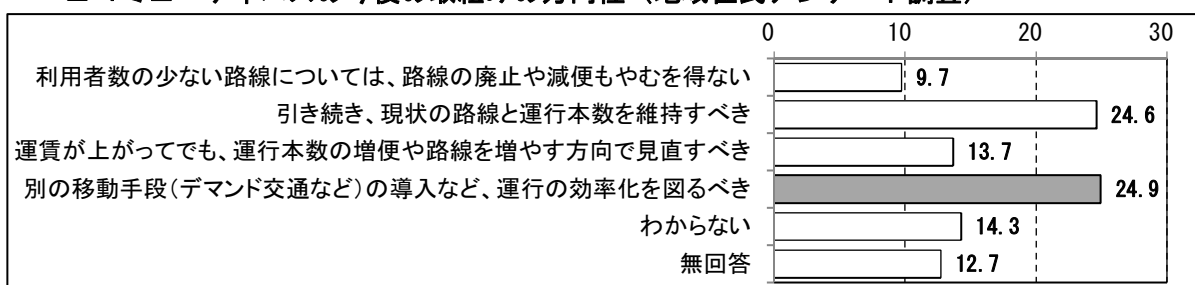 0 10 20 30
利用者数の少ない路線については、路線の廃止や減便もやむを得ない 9.7
引き続き、現状の路線と運行本数を維持すべき 24.6
運賃が上がってでも、運行本数の増便や路線を増やす方向で見直すべき 13.7
別の移動手段(デマンド交通など)の導入など、運行の効率化を図るべき 24.9
わからない 14.3
無回答 12.7